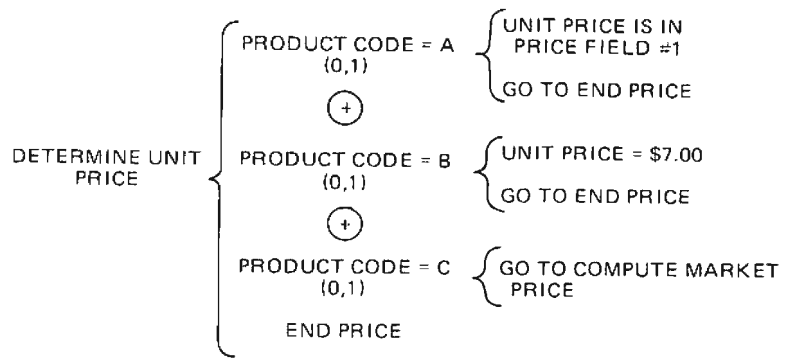 UNIT PRICE IS IN
PRICE FIELD #1
PRODUCT CODE = A
(0,1)
GO TO END PRICE
+
DETERMINE UNIT
PRICE
PRODUCT CODE = B
(0,1)
UNIT PRICE = $7.00
GO TO END PRICE
+
PRODUCT CODE = C
(0,1)
GO TO COMPUTE MARKET
PRICE
END PRICE